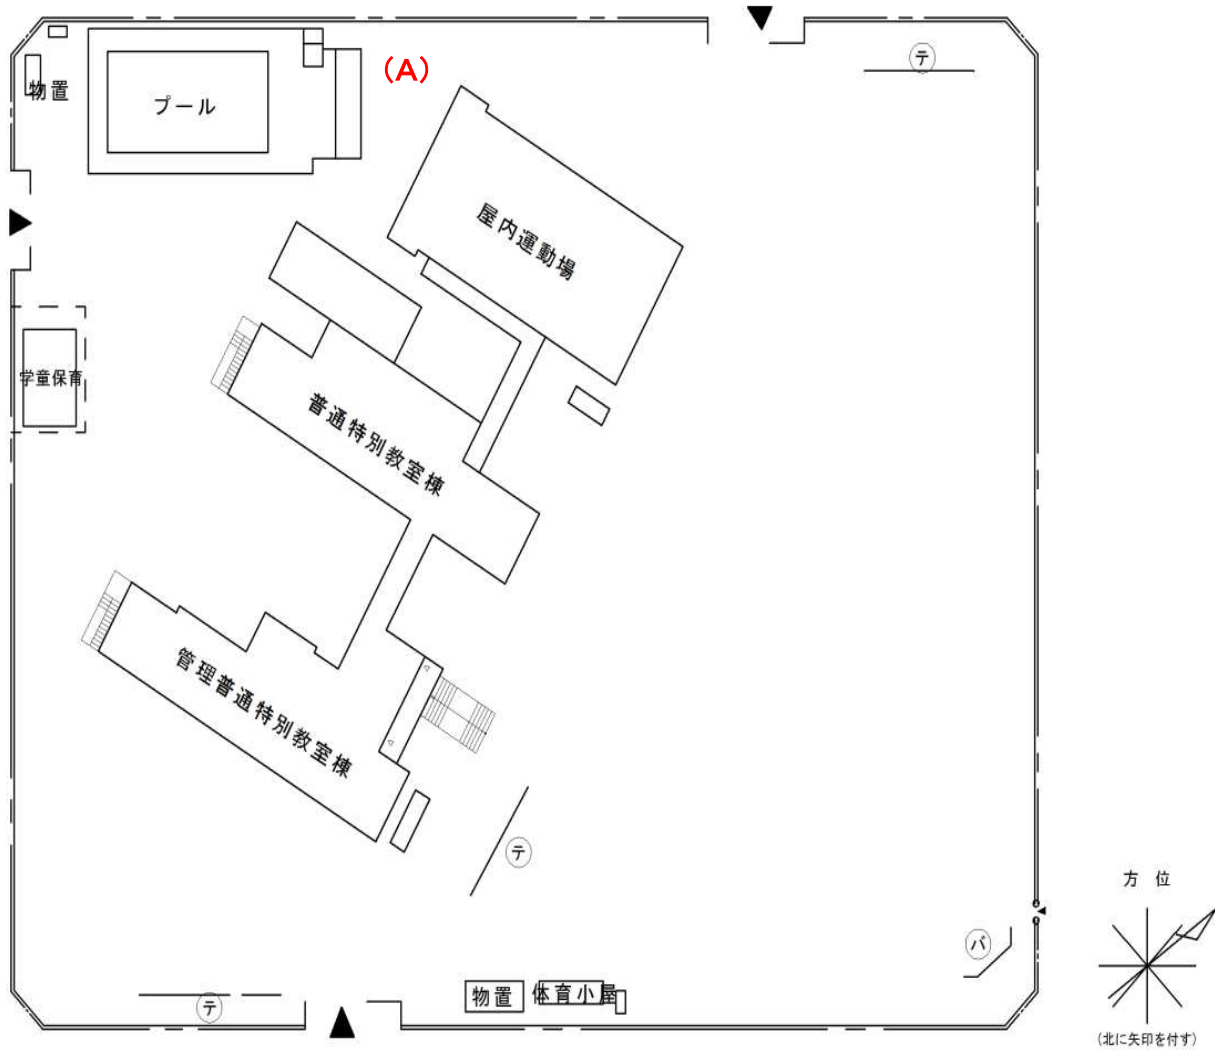 テ
(A)
物置
プール
屋内運動場
学童保育
普通特別教室棟
管理普通特別教室棟
テ
方 位
バ
物置
体育小屋
テ
(北に矢印を付す)